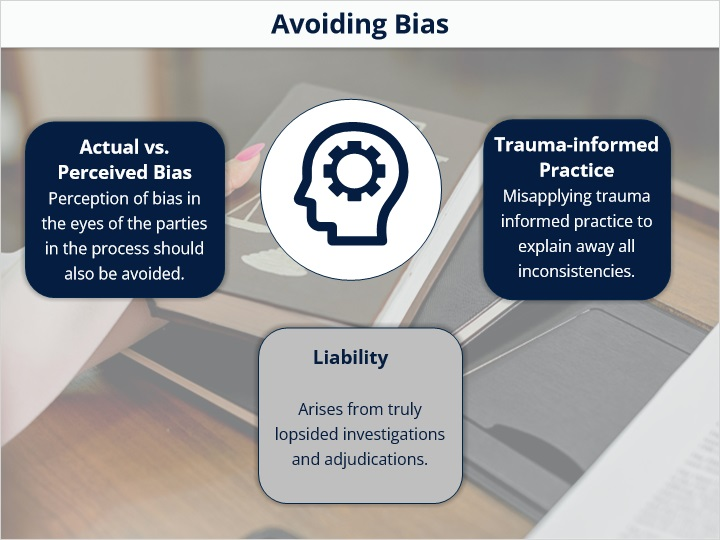 Avoiding Bias
Actual vs.
Perceived Bias
Perception of bias in
the eyes of the parties
in the process should
also be avoided.
Trauma-informed
Practice
Misapplying trauma
informed practice to
explain away all
inconsistencies.
Liability
Arises from truly
lopsided investigations
and adjudications.